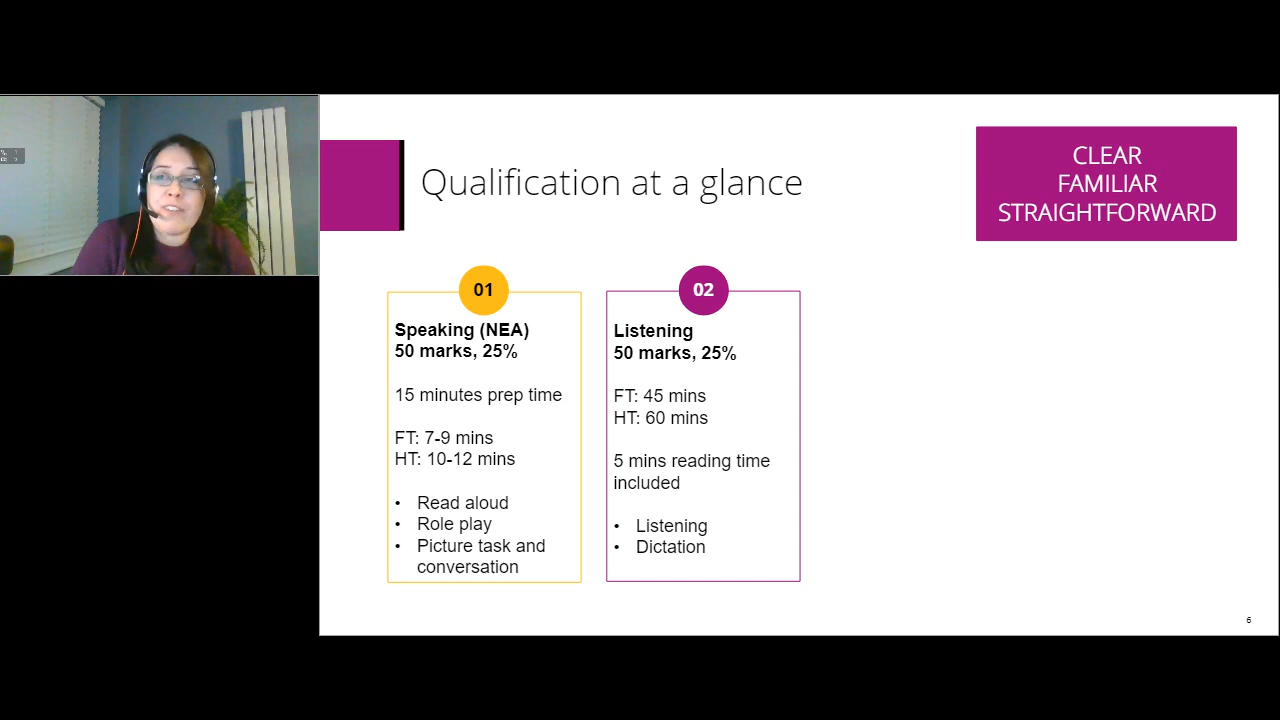 Qualification at a glance
CLEAR
FAMILIAR
STRAIGHTFORWARD
01
Speaking (NEA)
50 marks, 25%
15 minutes prep time
FT: 7-9 mins
HT: 10-12 mins
• Read aloud
• Role play
• Picture task and
conversation
02
Listening
50 marks, 25%
FT: 45 mins
HT: 60 mins
5 mins reading time
included
• Listening
• Dictation
6